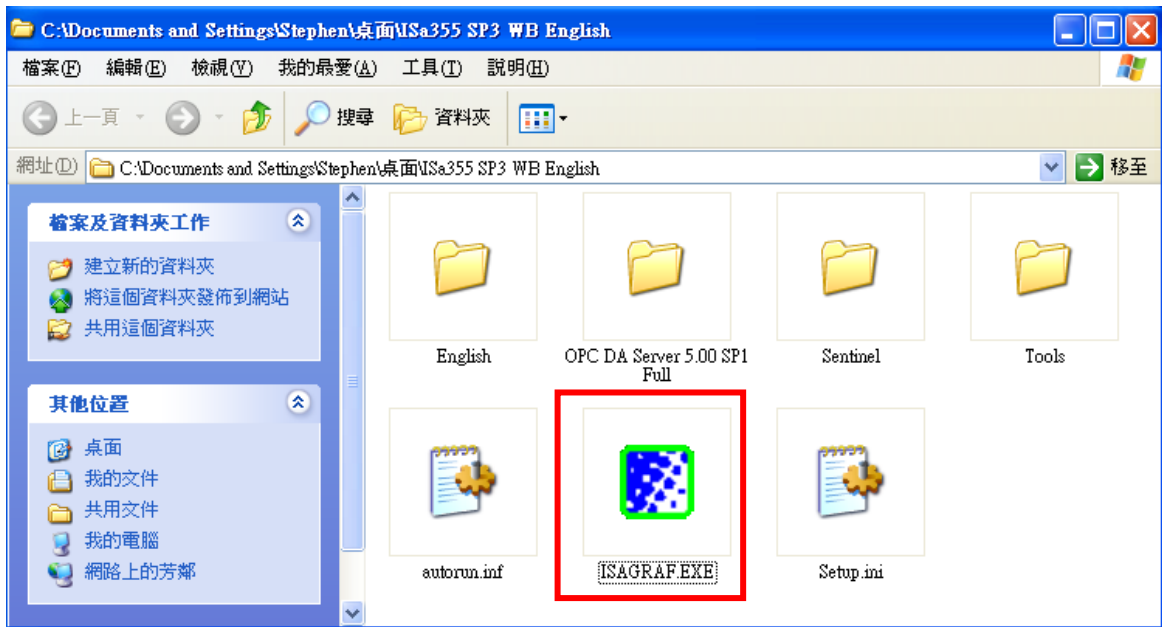 C:\Documents and Settings\Stephen\桌面\ISa355 SP3 WB English
檔案(F) 編輯(E) 檢視(V) 我的最愛(A) 工具(T) 說明(H)
上一頁 搜尋 資料夾
網址(D) C:\Documents and Settings\Stephen\桌面\ISa355 SP3 WB English 移至
檔案及資料夾工作
建立新的資料夾
將這個資料夾發佈到網站
共用這個資料夾
其他位置
桌面
我的文件
共用文件
我的電腦
網路上的芳鄰
English
OPC DA Server 5.00 SP1
Full
Sentinel
Tools
autorun.inf
ISAGRAF.EXE
Setup.ini